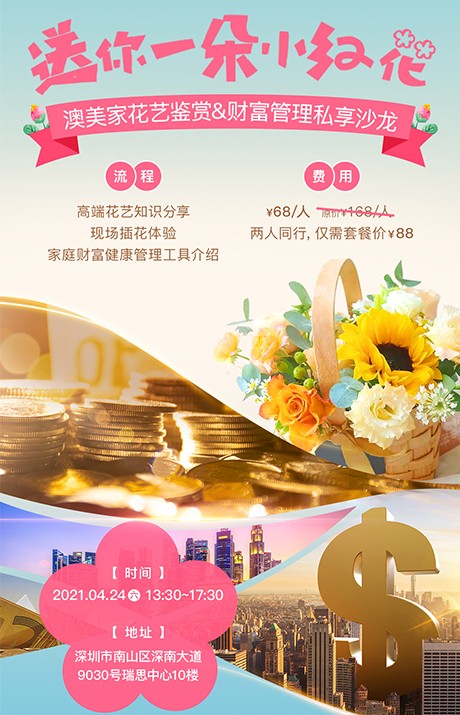 送你一朵小红花
澳美家花艺鉴赏&财富管理私享沙龙
流程
高端花艺知识分享
现场插花体验
家庭财富健康管理工具介绍
费用
¥68/人 原价¥168/人
两人同行, 仅需套餐价¥88
【 时间 】
2021.04.24 六 13:30~17:30
【 地址 】
深圳市南山区深南大道
9030号瑞思中心10楼